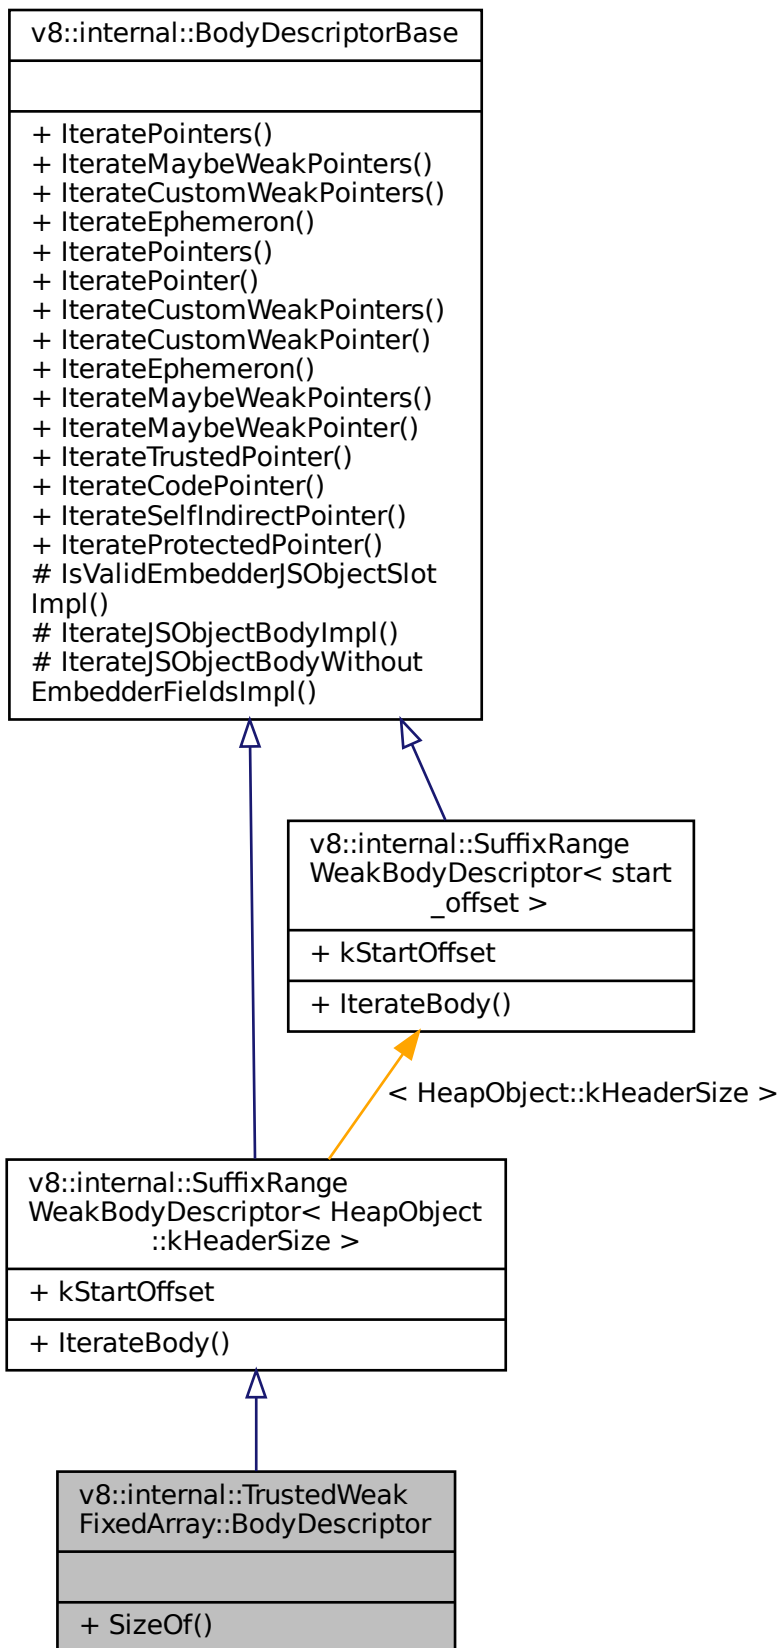 v8::internal::BodyDescriptorBase
+ IteratePointers()
+ IterateMaybeWeakPointers()
+ IterateCustomWeakPointers()
+ IterateEphemeron()
+ IteratePointers()
+ IteratePointer()
+ IterateCustomWeakPointers()
+ IterateCustomWeakPointer()
+ IterateEphemeron()
+ IterateMaybeWeakPointers()
+ IterateMaybeWeakPointer()
+ IterateTrustedPointer()
+ IterateCodePointer()
+ IterateSelfIndirectPointer()
+ IterateProtectedPointer()
# IsValidEmbedderJSObjectSlot
Impl()
# IterateJSObjectBodyImpl()
# IterateJSObjectBodyWithout
EmbedderFieldsImpl()
v8::internal::SuffixRange
WeakBodyDescriptor< start
_offset >
+ kStartOffset
+ IterateBody()
< HeapObject::kHeaderSize >
v8::internal::SuffixRange
WeakBodyDescriptor< HeapObject
::kHeaderSize >
+ kStartOffset
+ IterateBody()
v8::internal::TrustedWeak
FixedArray::BodyDescriptor
+ SizeOf()